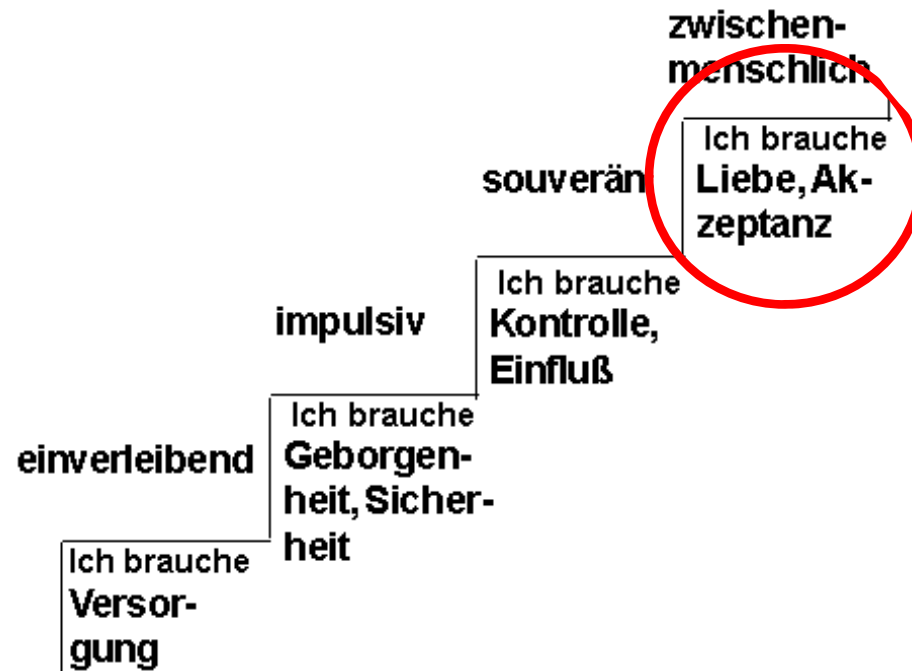 zwischen-
menschlich
Ich brauche
Liebe, Ak-
zeptanz
souverän
Ich brauche
Kontrolle,
Einfluß
impulsiv
Ich brauche
Geborgen-
heit, Sicher-
heit
einverleibend
Ich brauche
Versor-
gung